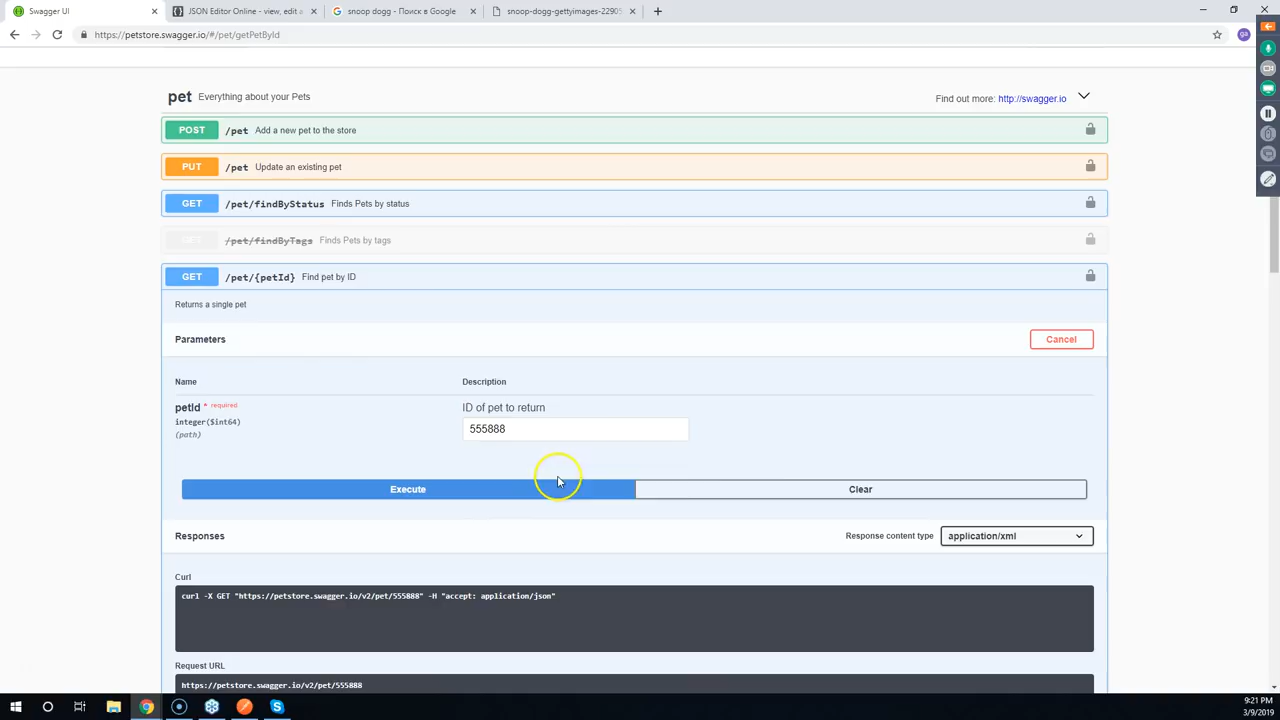 Swagger UI
JSON Editor Online - view, edit a
snoop dogg - Поиск в Google
snoop-dogg-gettyimages-22905
https://petstore.swagger.io/#/pet/getPetById
ga
pet Everything about your Pets
Find out more: http://swagger.io
POST /pet Add a new pet to the store
PUT /pet Update an existing pet
GET /pet/findByStatus Finds Pets by status
GET /pet/findByTags Finds Pets by tags
GET /pet/{petId} Find pet by ID
Returns a single pet
Parameters
Cancel
Name
Description
petId * required
integer($int64)
(path)
ID of pet to return
555888
Execute
Clear
Responses
Response content type
application/xml
Curl
curl -X GET "https://petstore.swagger.io/v2/pet/555888" -H "accept: application/json"
Request URL
https://petstore.swagger.io/v2/pet/555888
9:21 PM
3/9/2019